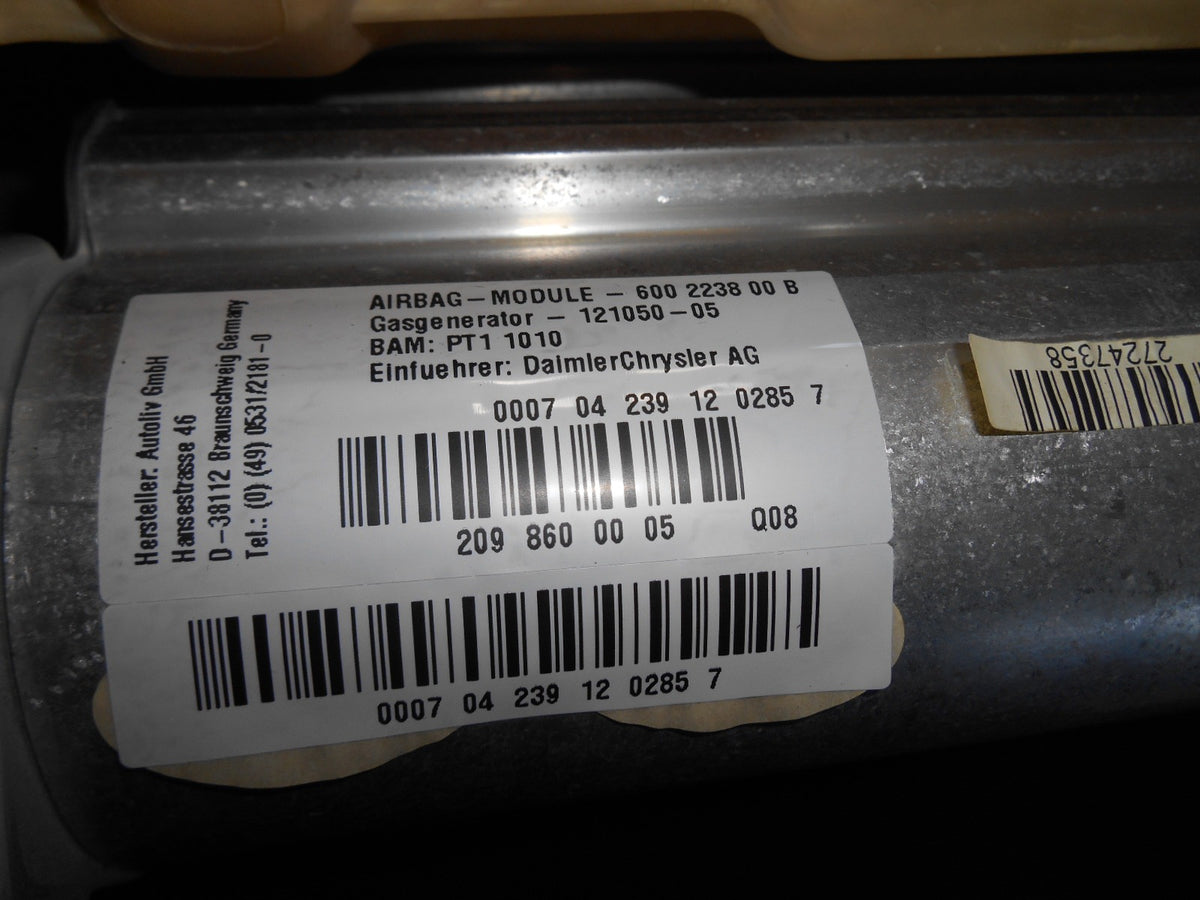 AIRBAG-MODULE - 600 2238 00 B
Gasgenerator - 121050-05
BAM: PT1 1010
Einfuehrer: DaimlerChrysler AG
0007 04 239 12 0285 7
209 860 00 05 Q08
0007 04 239 12 0285 7
Hersteller: Autoliv GmbH
Hansestrasse 46
D-38112 Braunschweig Germany
Tel.: (0) (49) 0531/2181-0
27247358